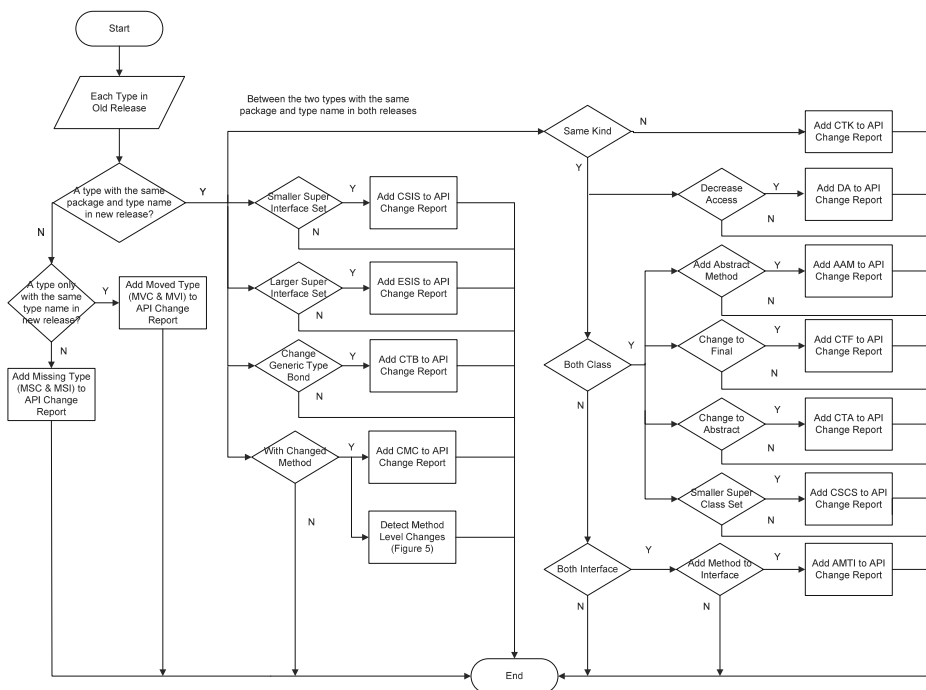 Start
Each Type in
Old Release
Between the two types with the same
package and type name in both releases
A type with the same
package and type name
in new release?
Y
N
A type only
with the same
type name in
new release?
Y
N
Add Moved Type
(MVC & MVI) to
API Change
Report
Add Missing Type
(MSC & MSI) to
API Change
Report
Smaller Super
Interface Set
Y
N
Add CSIS to API
Change Report
Larger Super
Interface Set
Y
N
Add ESIS to API
Change Report
Change
Generic Type
Bond
Y
N
Add CTB to API
Change Report
With Changed
Method
Y
N
Add CMC to API
Change Report
Detect Method
Level Changes
(Figure 5)
Same Kind
N
Y
Add CTK to API
Change Report
Decrease
Access
Y
N
Add DA to API
Change Report
Both Class
Y
N
Add Abstract
Method
Y
N
Add AAM to API
Change Report
Change to
Final
Y
N
Add CTF to API
Change Report
Change to
Abstract
Y
N
Add CTA to API
Change Report
Smaller Super
Class Set
Y
N
Add CSCS to API
Change Report
Both Interface
Y
N
Add Method to
Interface
Y
N
Add AMTI to API
Change Report
End